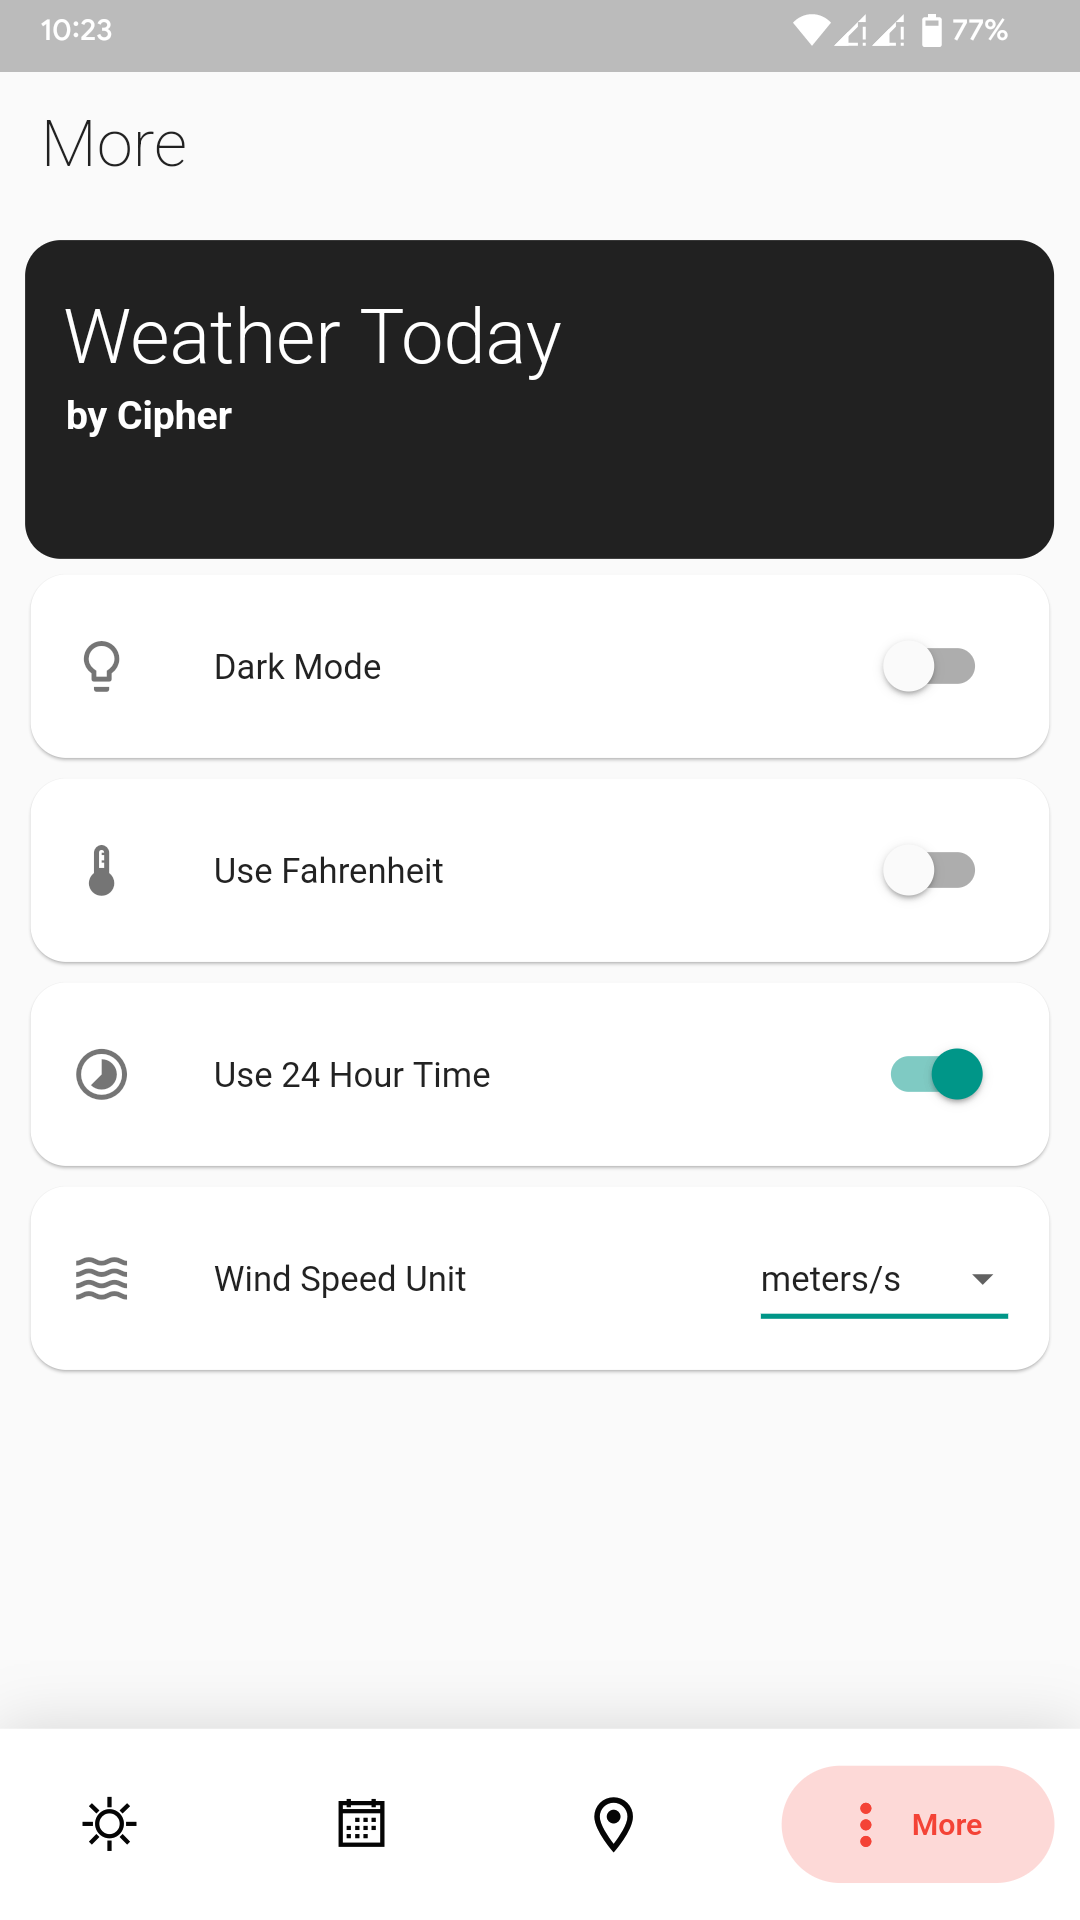 10:23
77%
More
Weather Today
by Cipher
Dark Mode
Use Fahrenheit
Use 24 Hour Time
Wind Speed Unit
meters/s
More